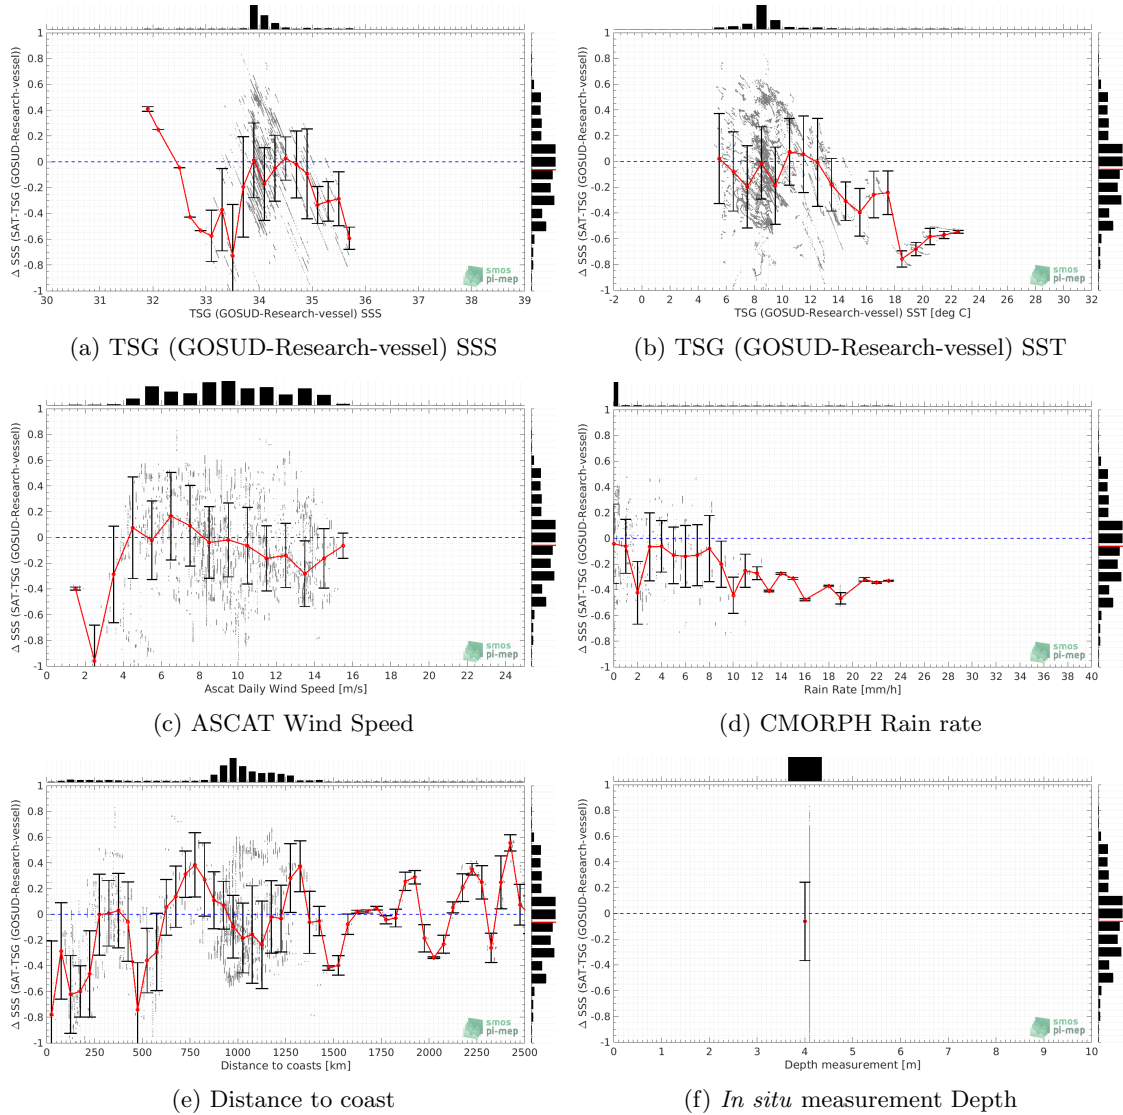 Δ SSS (SAT-TSG (GOSUD-Research-vessel))
1
0.8
0.6
0.4
0.2
0
-0.2
-0.4
-0.6
-0.8
-1
30 31 32 33 34 35 36 37 38 39
TSG (GOSUD-Research-vessel) SSS
smos
pi-mep
(a) TSG (GOSUD-Research-vessel) SSS
Δ SSS (SAT-TSG (GOSUD-Research-vessel))
1
0.8
0.6
0.4
0.2
0
-0.2
-0.4
-0.6
-0.8
-1
-2 0 2 4 6 8 10 12 14 16 18 20 22 24 26 28 30 32
TSG (GOSUD-Research-vessel) SST [deg C]
smos
pi-mep
(b) TSG (GOSUD-Research-vessel) SST
Δ SSS (SAT-TSG (GOSUD-Research-vessel))
1
0.8
0.6
0.4
0.2
0
-0.2
-0.4
-0.6
-0.8
-1
0 2 4 6 8 10 12 14 16 18 20 22 24
Ascat Daily Wind Speed [m/s]
smos
pi-mep
(c) ASCAT Wind Speed
Δ SSS (SAT-TSG (GOSUD-Research-vessel))
1
0.8
0.6
0.4
0.2
0
-0.2
-0.4
-0.6
-0.8
-1
0 2 4 6 8 10 12 14 16 18 20 22 24 26 28 30 32 34 36 38 40
Rain Rate [mm/h]
smos
pi-mep
(d) CMORPH Rain rate
Δ SSS (SAT-TSG (GOSUD-Research-vessel))
1
0.8
0.6
0.4
0.2
0
-0.2
-0.4
-0.6
-0.8
-1
0 250 500 750 1000 1250 1500 1750 2000 2250 2500
Distance to coasts [km]
smos
pi-mep
(e) Distance to coast
Δ SSS (SAT-TSG (GOSUD-Research-vessel))
1
0.8
0.6
0.4
0.2
0
-0.2
-0.4
-0.6
-0.8
-1
0 1 2 3 4 5 6 7 8 9 10
Depth measurement [m]
smos
pi-mep
(f) In situ measurement Depth